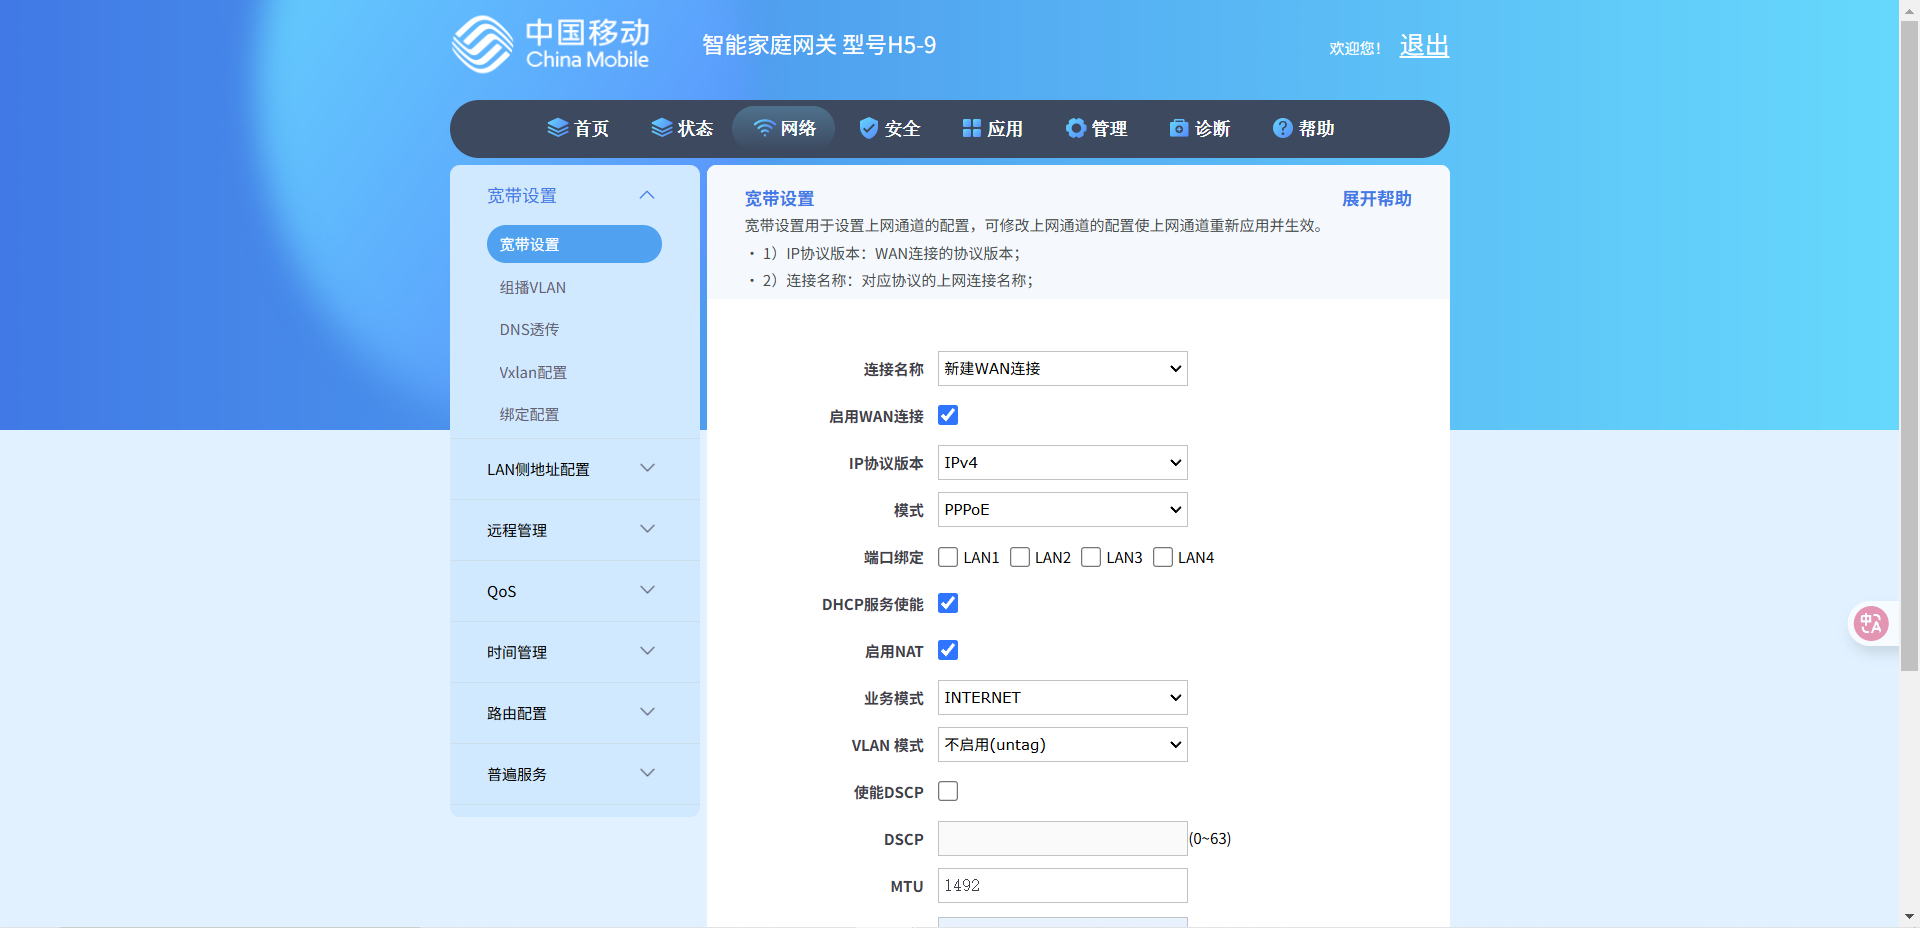 中国移动
China Mobile
智能家庭网关 型号H5-9
欢迎您！ 退出
首页 状态 网络 安全 应用 管理 诊断 帮助
宽带设置
宽带设置
组播VLAN
DNS透传
Vxlan配置
绑定配置
LAN侧地址配置
远程管理
QoS
时间管理
路由配置
普遍服务
宽带设置 展开帮助
宽带设置用于设置上网通道的配置，可修改上网通道的配置使上网通道重新应用并生效。
· 1）IP协议版本：WAN连接的协议版本；
· 2）连接名称：对应协议的上网连接名称；
连接名称 新建WAN连接
启用WAN连接
IP协议版本 IPv4
模式 PPPoE
端口绑定 LAN1 LAN2 LAN3 LAN4
DHCP服务使能
启用NAT
业务模式 INTERNET
VLAN 模式 不启用(untag)
使能DSCP
DSCP (0~63)
MTU 1492
中A